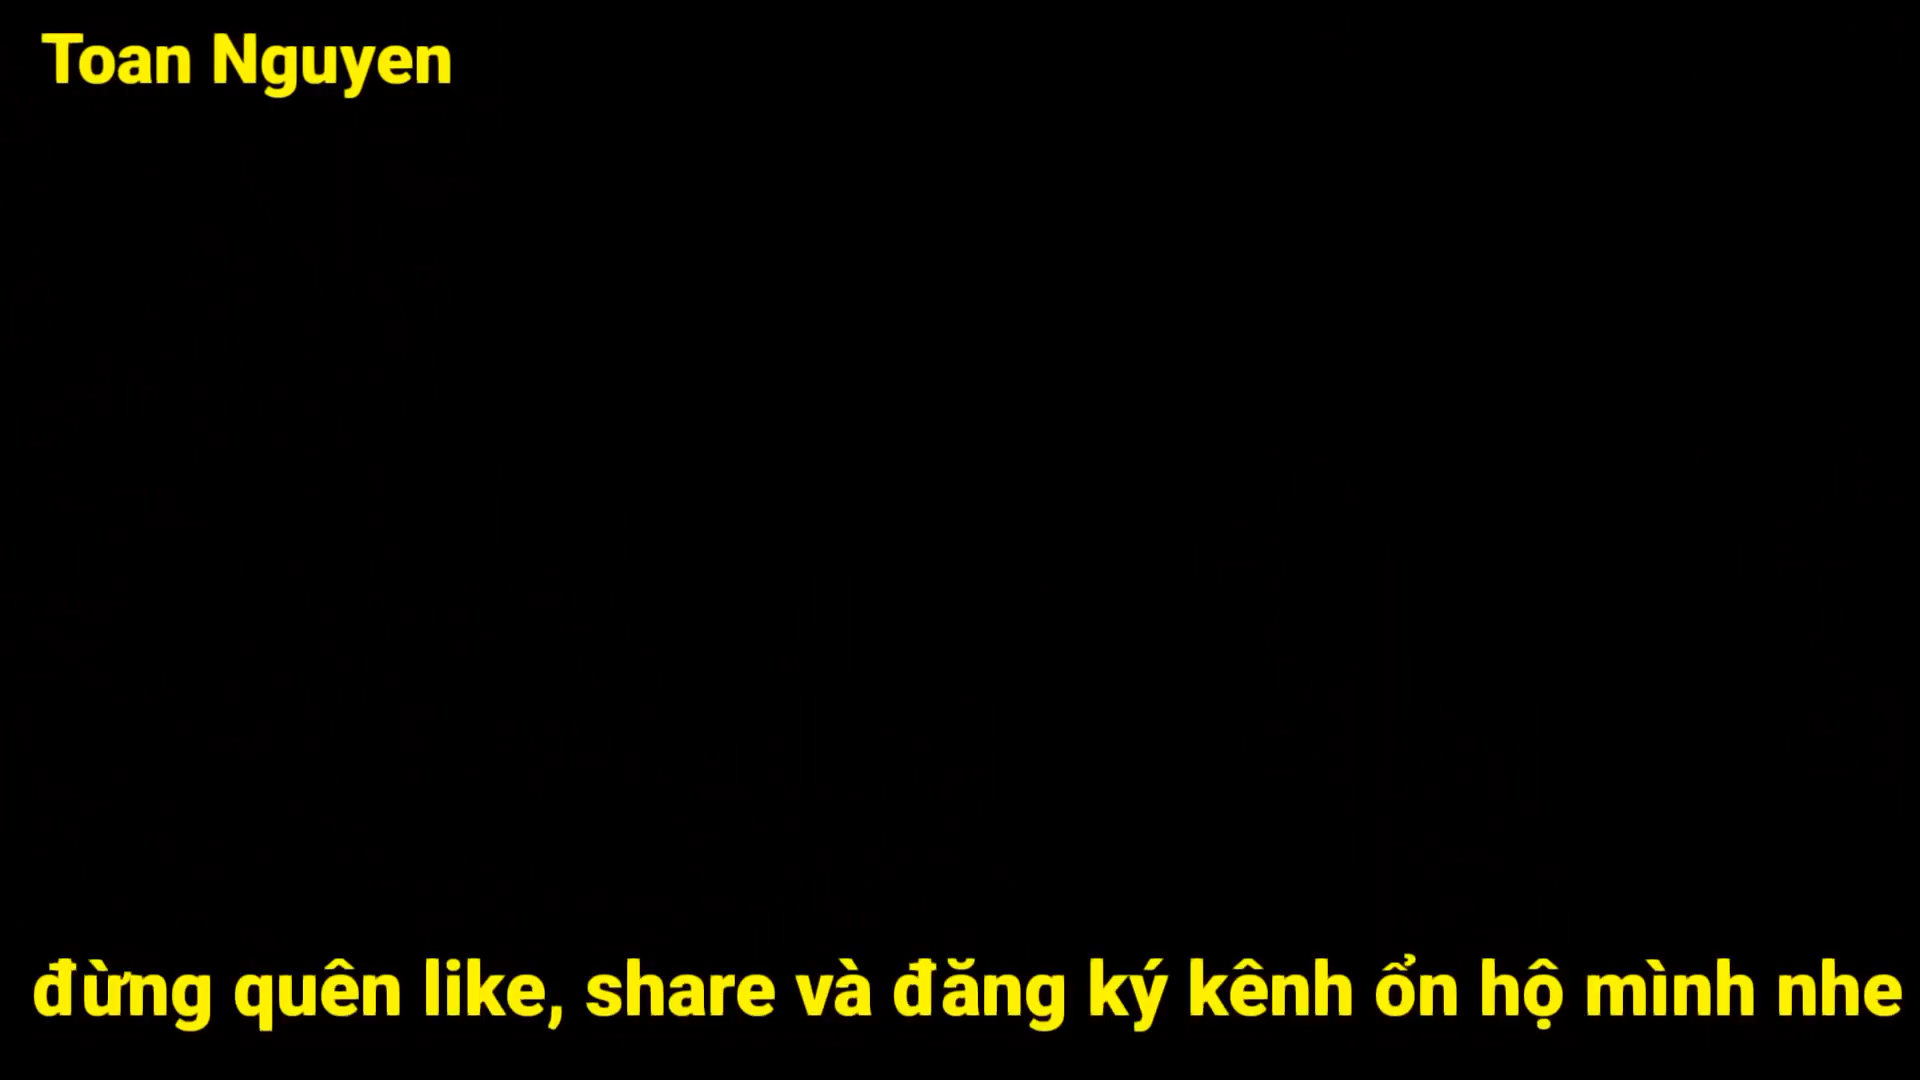 Toan Nguyen
đừng quên like, share và đăng ký kênh ổn hộ mình nhe